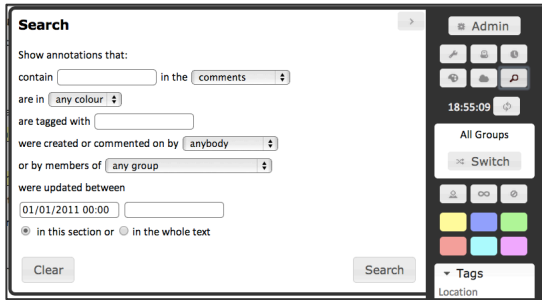 Search
Show annotations that:
contain in the comments
are in any colour
are tagged with
were created or commented on by anybody
or by members of any group
were updated between
01/01/2011 00:00
in this section or in the whole text
Clear Search
Admin
18:55:09
All Groups
Switch
Tags
Location